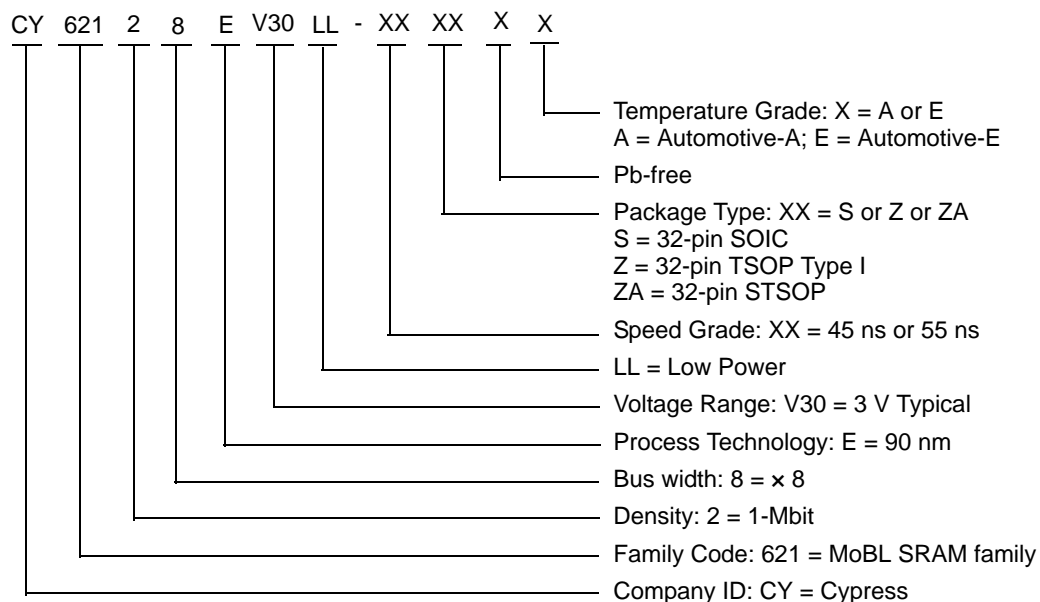 CY 621 2 8 E V30 LL - XX XX X X
Temperature Grade: X = A or E
A = Automotive-A; E = Automotive-E
Pb-free
Package Type: XX = S or Z or ZA
S = 32-pin SOIC
Z = 32-pin TSOP Type I
ZA = 32-pin STSOP
Speed Grade: XX = 45 ns or 55 ns
LL = Low Power
Voltage Range: V30 = 3 V Typical
Process Technology: E = 90 nm
Bus width: 8 = × 8
Density: 2 = 1-Mbit
Family Code: 621 = MoBL SRAM family
Company ID: CY = Cypress